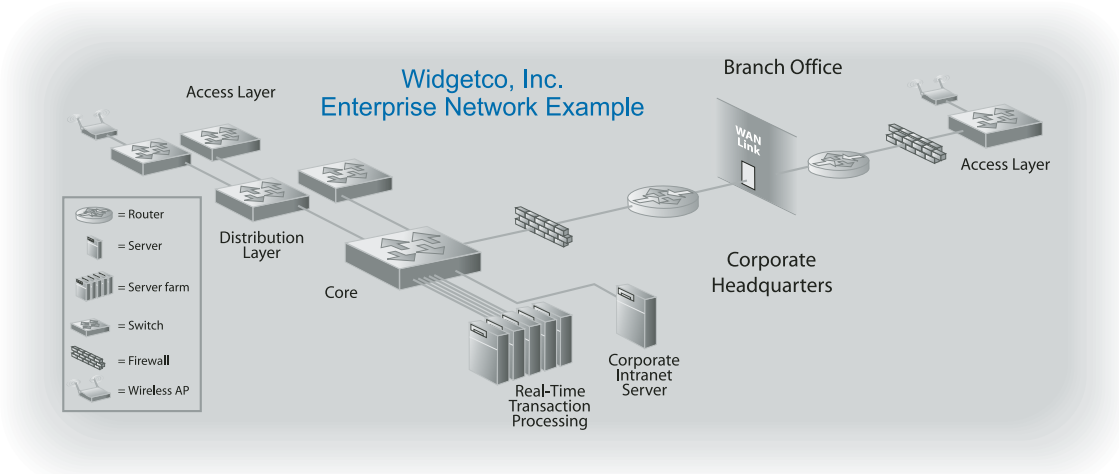 Widgetco, Inc.
Enterprise Network Example
Access Layer
Branch Office
WAN
Link
Access Layer
Distribution
Layer
Core
Corporate
Headquarters
Real-Time
Transaction
Processing
Corporate
Intranet
Server
= Router
= Server
= Server farm
= Switch
= Firewall
= Wireless AP